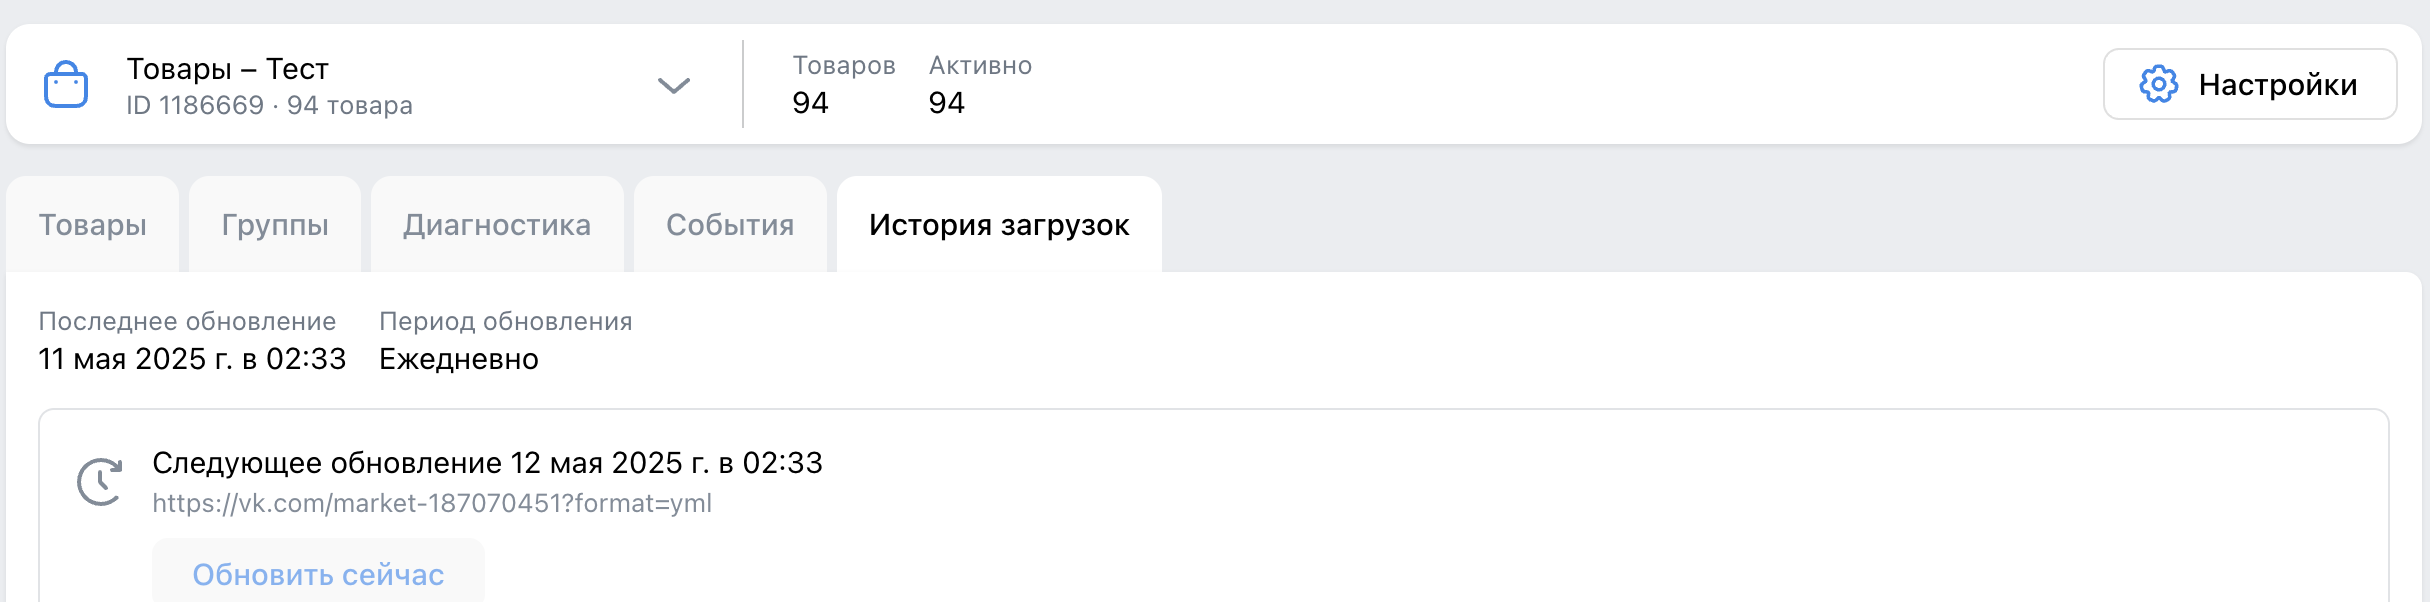 Товары – Тест
ID 1186669 · 94 товара
Товаров
94
Активно
94
Настройки
Товары
Группы
Диагностика
События
История загрузок
Последнее обновление
11 мая 2025 г. в 02:33
Период обновления
Ежедневно
Следующее обновление 12 мая 2025 г. в 02:33
https://vk.com/market-187070451?format=yml
Обновить сейчас